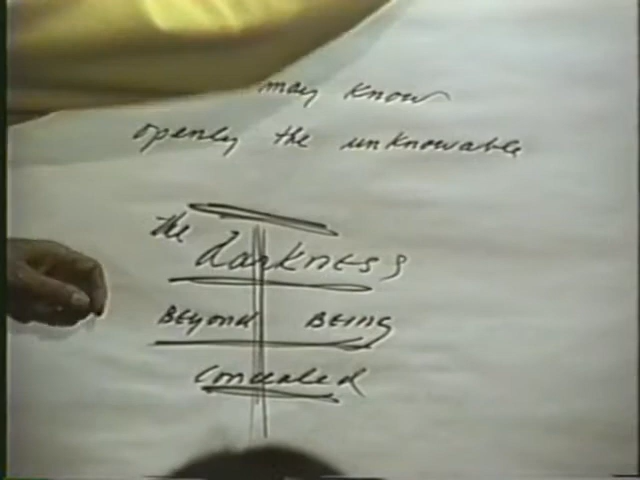 may know
openly the unknowable
the darkness
BEyond BEING
concealed